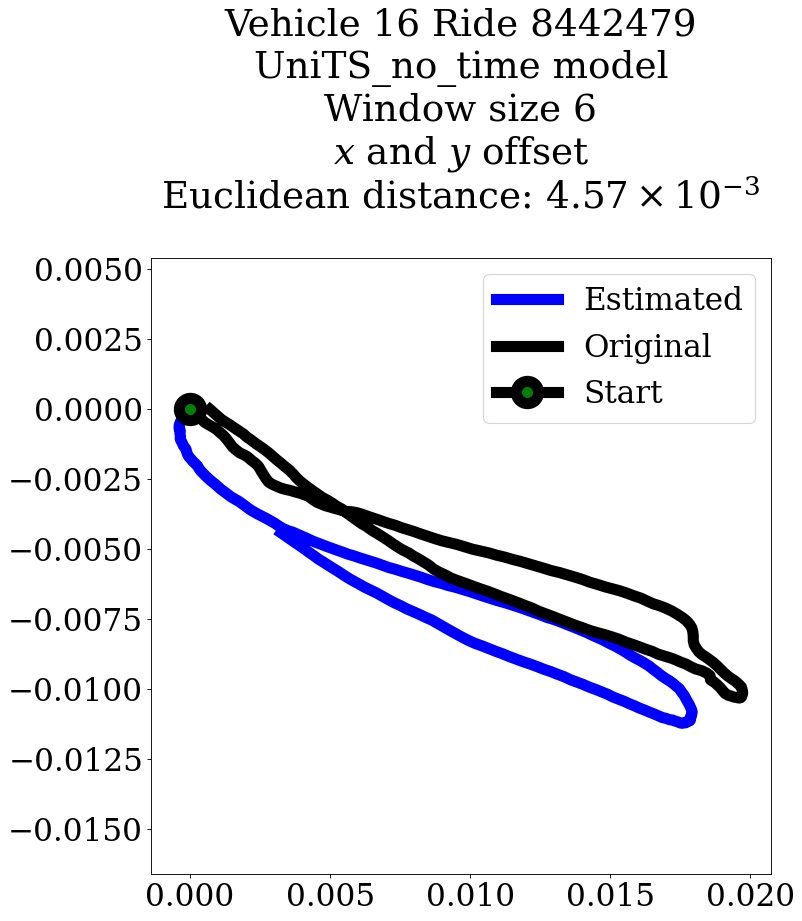 Vehicle 16 Ride 8442479
UniTS_no_time model
Window size 6
x and y offset
Euclidean distance: 4.57 × 10⁻³
Estimated
Original
Start
0.0050
0.0025
0.0000
−0.0025
−0.0050
−0.0075
−0.0100
−0.0125
−0.0150
0.000 0.005 0.010 0.015 0.020